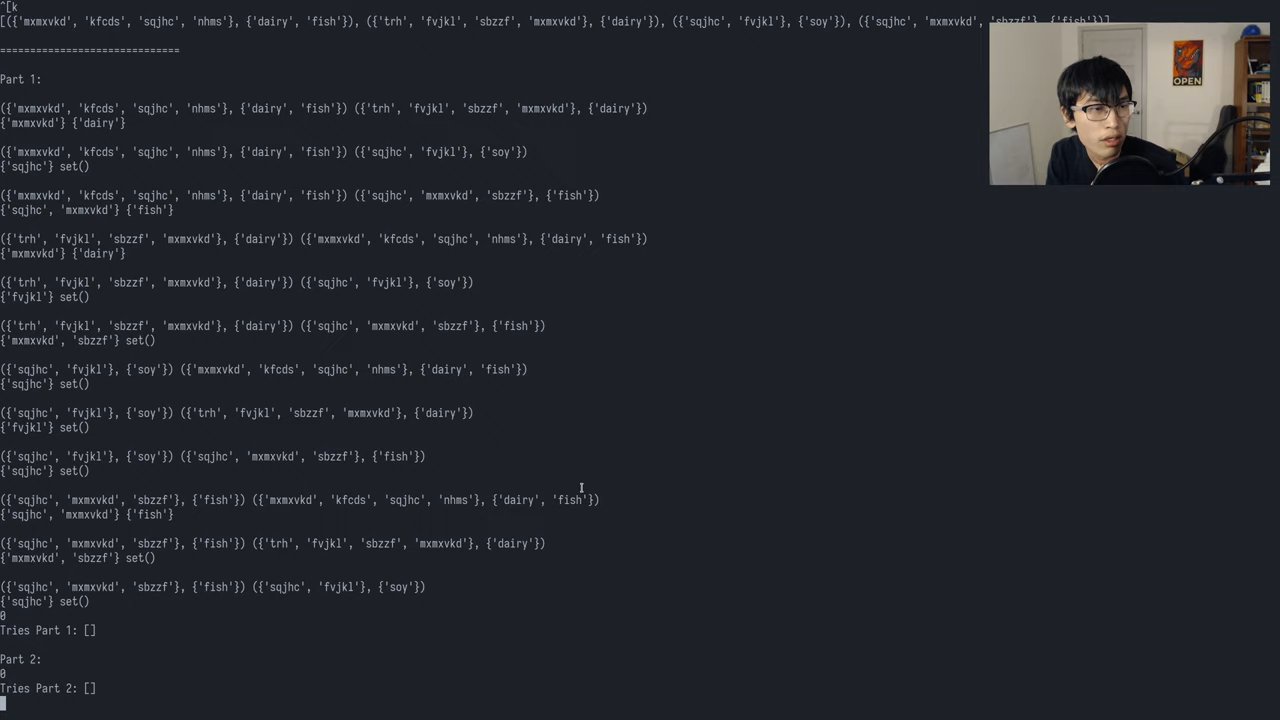 ^[k
[({'mxmxvkd', 'kfcds', 'sqjhc', 'nhms'}, {'dairy', 'fish'}), ({'trh', 'fvjkl', 'sbzzf', 'mxmxvkd'}, {'dairy'}), ({'sqjhc', 'fvjkl'}, {'soy'}), ({'sqjhc', 'mxmxvkd', 'sbzzf'}, {'fish'})]
==============================
Part 1:
({'mxmxvkd', 'kfcds', 'sqjhc', 'nhms'}, {'dairy', 'fish'}) ({'trh', 'fvjkl', 'sbzzf', 'mxmxvkd'}, {'dairy'})
{'mxmxvkd'} {'dairy'}
({'mxmxvkd', 'kfcds', 'sqjhc', 'nhms'}, {'dairy', 'fish'}) ({'sqjhc', 'fvjkl'}, {'soy'})
{'sqjhc'} set()
({'mxmxvkd', 'kfcds', 'sqjhc', 'nhms'}, {'dairy', 'fish'}) ({'sqjhc', 'mxmxvkd', 'sbzzf'}, {'fish'})
{'sqjhc', 'mxmxvkd'} {'fish'}
({'trh', 'fvjkl', 'sbzzf', 'mxmxvkd'}, {'dairy'}) ({'mxmxvkd', 'kfcds', 'sqjhc', 'nhms'}, {'dairy', 'fish'})
{'mxmxvkd'} {'dairy'}
({'trh', 'fvjkl', 'sbzzf', 'mxmxvkd'}, {'dairy'}) ({'sqjhc', 'fvjkl'}, {'soy'})
{'fvjkl'} set()
({'trh', 'fvjkl', 'sbzzf', 'mxmxvkd'}, {'dairy'}) ({'sqjhc', 'mxmxvkd', 'sbzzf'}, {'fish'})
{'mxmxvkd', 'sbzzf'} set()
({'sqjhc', 'fvjkl'}, {'soy'}) ({'mxmxvkd', 'kfcds', 'sqjhc', 'nhms'}, {'dairy', 'fish'})
{'sqjhc'} set()
({'sqjhc', 'fvjkl'}, {'soy'}) ({'trh', 'fvjkl', 'sbzzf', 'mxmxvkd'}, {'dairy'})
{'fvjkl'} set()
({'sqjhc', 'fvjkl'}, {'soy'}) ({'sqjhc', 'mxmxvkd', 'sbzzf'}, {'fish'})
{'sqjhc'} set()
({'sqjhc', 'mxmxvkd', 'sbzzf'}, {'fish'}) ({'mxmxvkd', 'kfcds', 'sqjhc', 'nhms'}, {'dairy', 'fish'})
{'sqjhc', 'mxmxvkd'} {'fish'}
({'sqjhc', 'mxmxvkd', 'sbzzf'}, {'fish'}) ({'trh', 'fvjkl', 'sbzzf', 'mxmxvkd'}, {'dairy'})
{'mxmxvkd', 'sbzzf'} set()
({'sqjhc', 'mxmxvkd', 'sbzzf'}, {'fish'}) ({'sqjhc', 'fvjkl'}, {'soy'})
{'sqjhc'} set()
0
Tries Part 1: []
Part 2:
0
Tries Part 2: []
OPEN